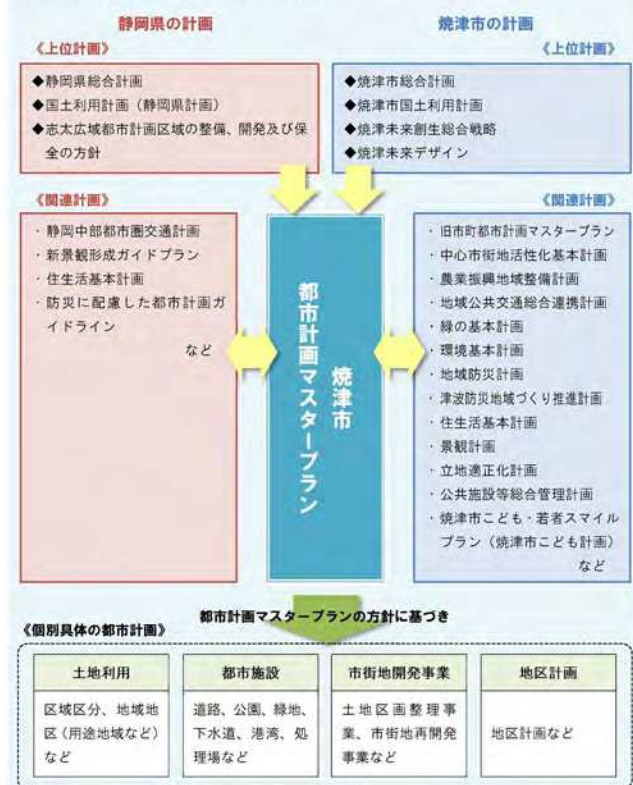 静岡県の計画
《上位計画》
◆静岡県総合計画
◆国土利用計画（静岡県計画）
◆志太広域都市計画区域の整備、開発及び保
全の方針
焼津市の計画
《上位計画》
◆焼津市総合計画
◆焼津市国土利用計画
◆焼津未来創生総合戦略
◆焼津未来デザイン
《関連計画》
・静岡中部都市圏交通計画
・新景観形成ガイドプラン
・住生活基本計画
・防災に配慮した都市計画ガ
イドライン
など
焼津市
都市計画マスタープラン
《関連計画》
・旧市町都市計画マスタープラン
・中心市街地活性化基本計画
・農業振興地域整備計画
・地域公共交通総合連携計画
・緑の基本計画
・環境基本計画
・地域防災計画
・津波防災地域づくり推進計画
・住生活基本計画
・景観計画
・立地適正化計画
・公共施設等総合管理計画
・焼津市こども・若者スマイル
プラン（焼津市こども計画）
など
都市計画マスタープランの方針に基づき
《個別具体の都市計画》
土地利用
区域区分、地域地
区（用途地域など）
など
都市施設
道路、公園、緑地、
下水道、港湾、処
理場など
市街地開発事業
土地区画整理事
業、市街地再開発
事業など
地区計画
地区計画など